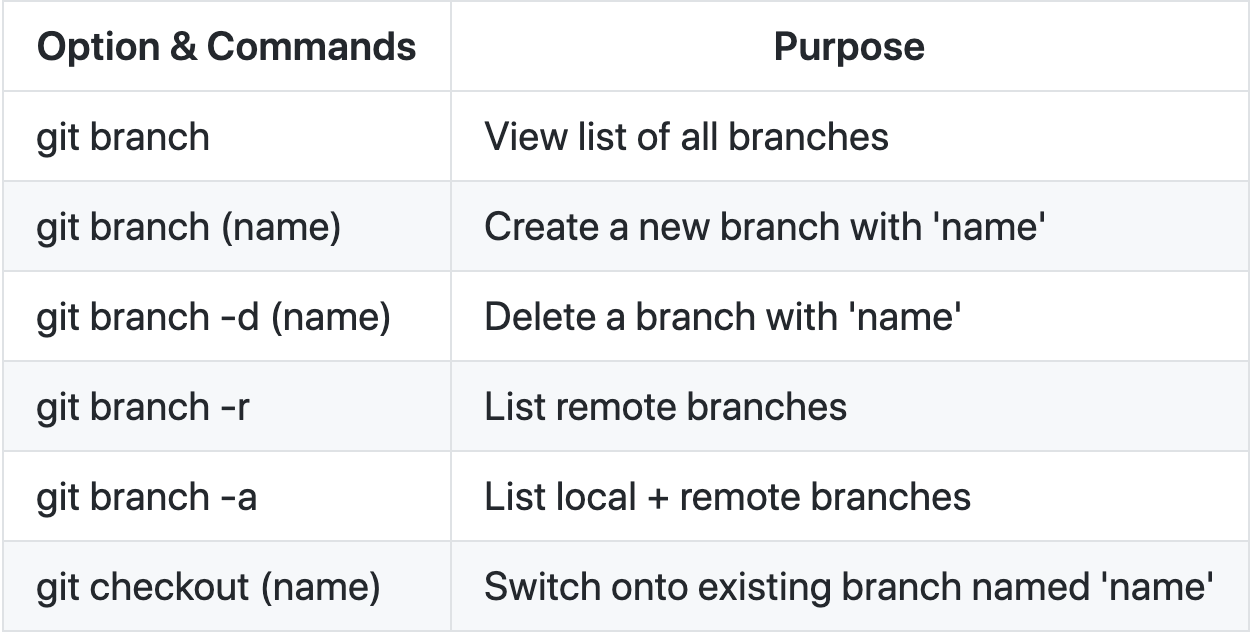 Option & Commands Purpose
git branch View list of all branches
git branch (name) Create a new branch with 'name'
git branch -d (name) Delete a branch with 'name'
git branch -r List remote branches
git branch -a List local + remote branches
git checkout (name) Switch onto existing branch named 'name'